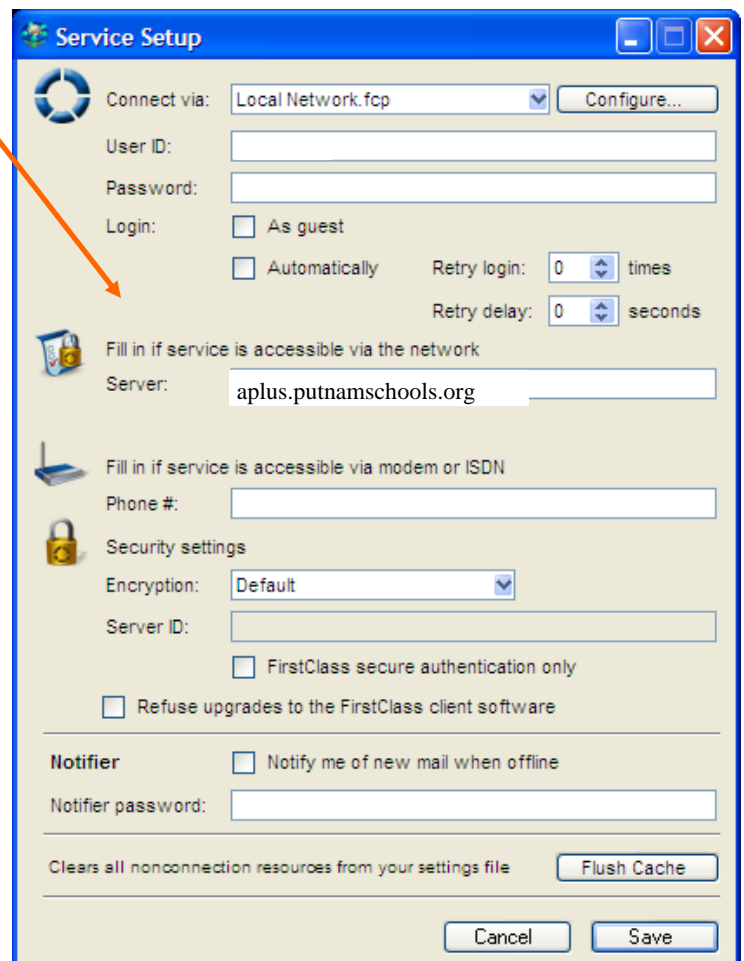 Service Setup
Connect via: Local Network.fcp Configure...
User ID:
Password:
Login: As guest
Automatically Retry login: 0 times
Retry delay: 0 seconds
Fill in if service is accessible via the network
Server: aplus.putnamschools.org
Fill in if service is accessible via modem or ISDN
Phone #:
Security settings
Encryption: Default
Server ID:
FirstClass secure authentication only
Refuse upgrades to the FirstClass client software
Notifier Notify me of new mail when offline
Notifier password:
Clears all nonconnection resources from your settings file Flush Cache
Cancel Save